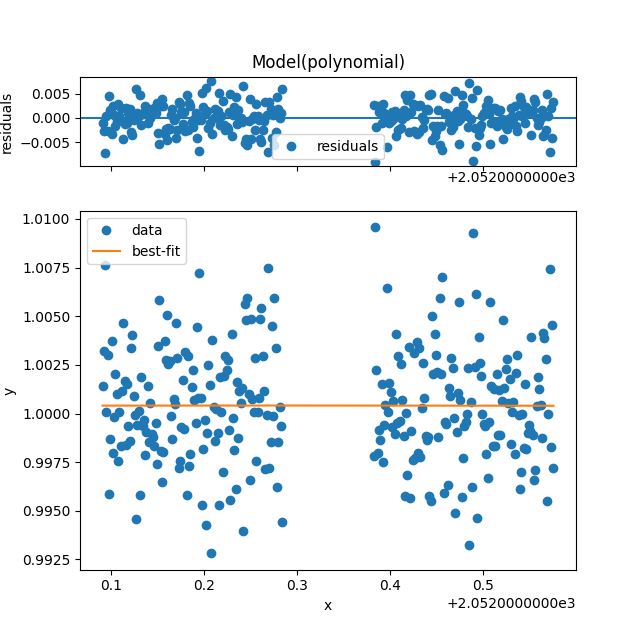 Model(polynomial)
residuals
0.005
0.000
−0.005
residuals
+2.0520000000e3
y
1.0100
1.0075
1.0050
1.0025
1.0000
0.9975
0.9950
0.9925
data
best-fit
0.1 0.2 0.3 0.4 0.5
x
+2.0520000000e3